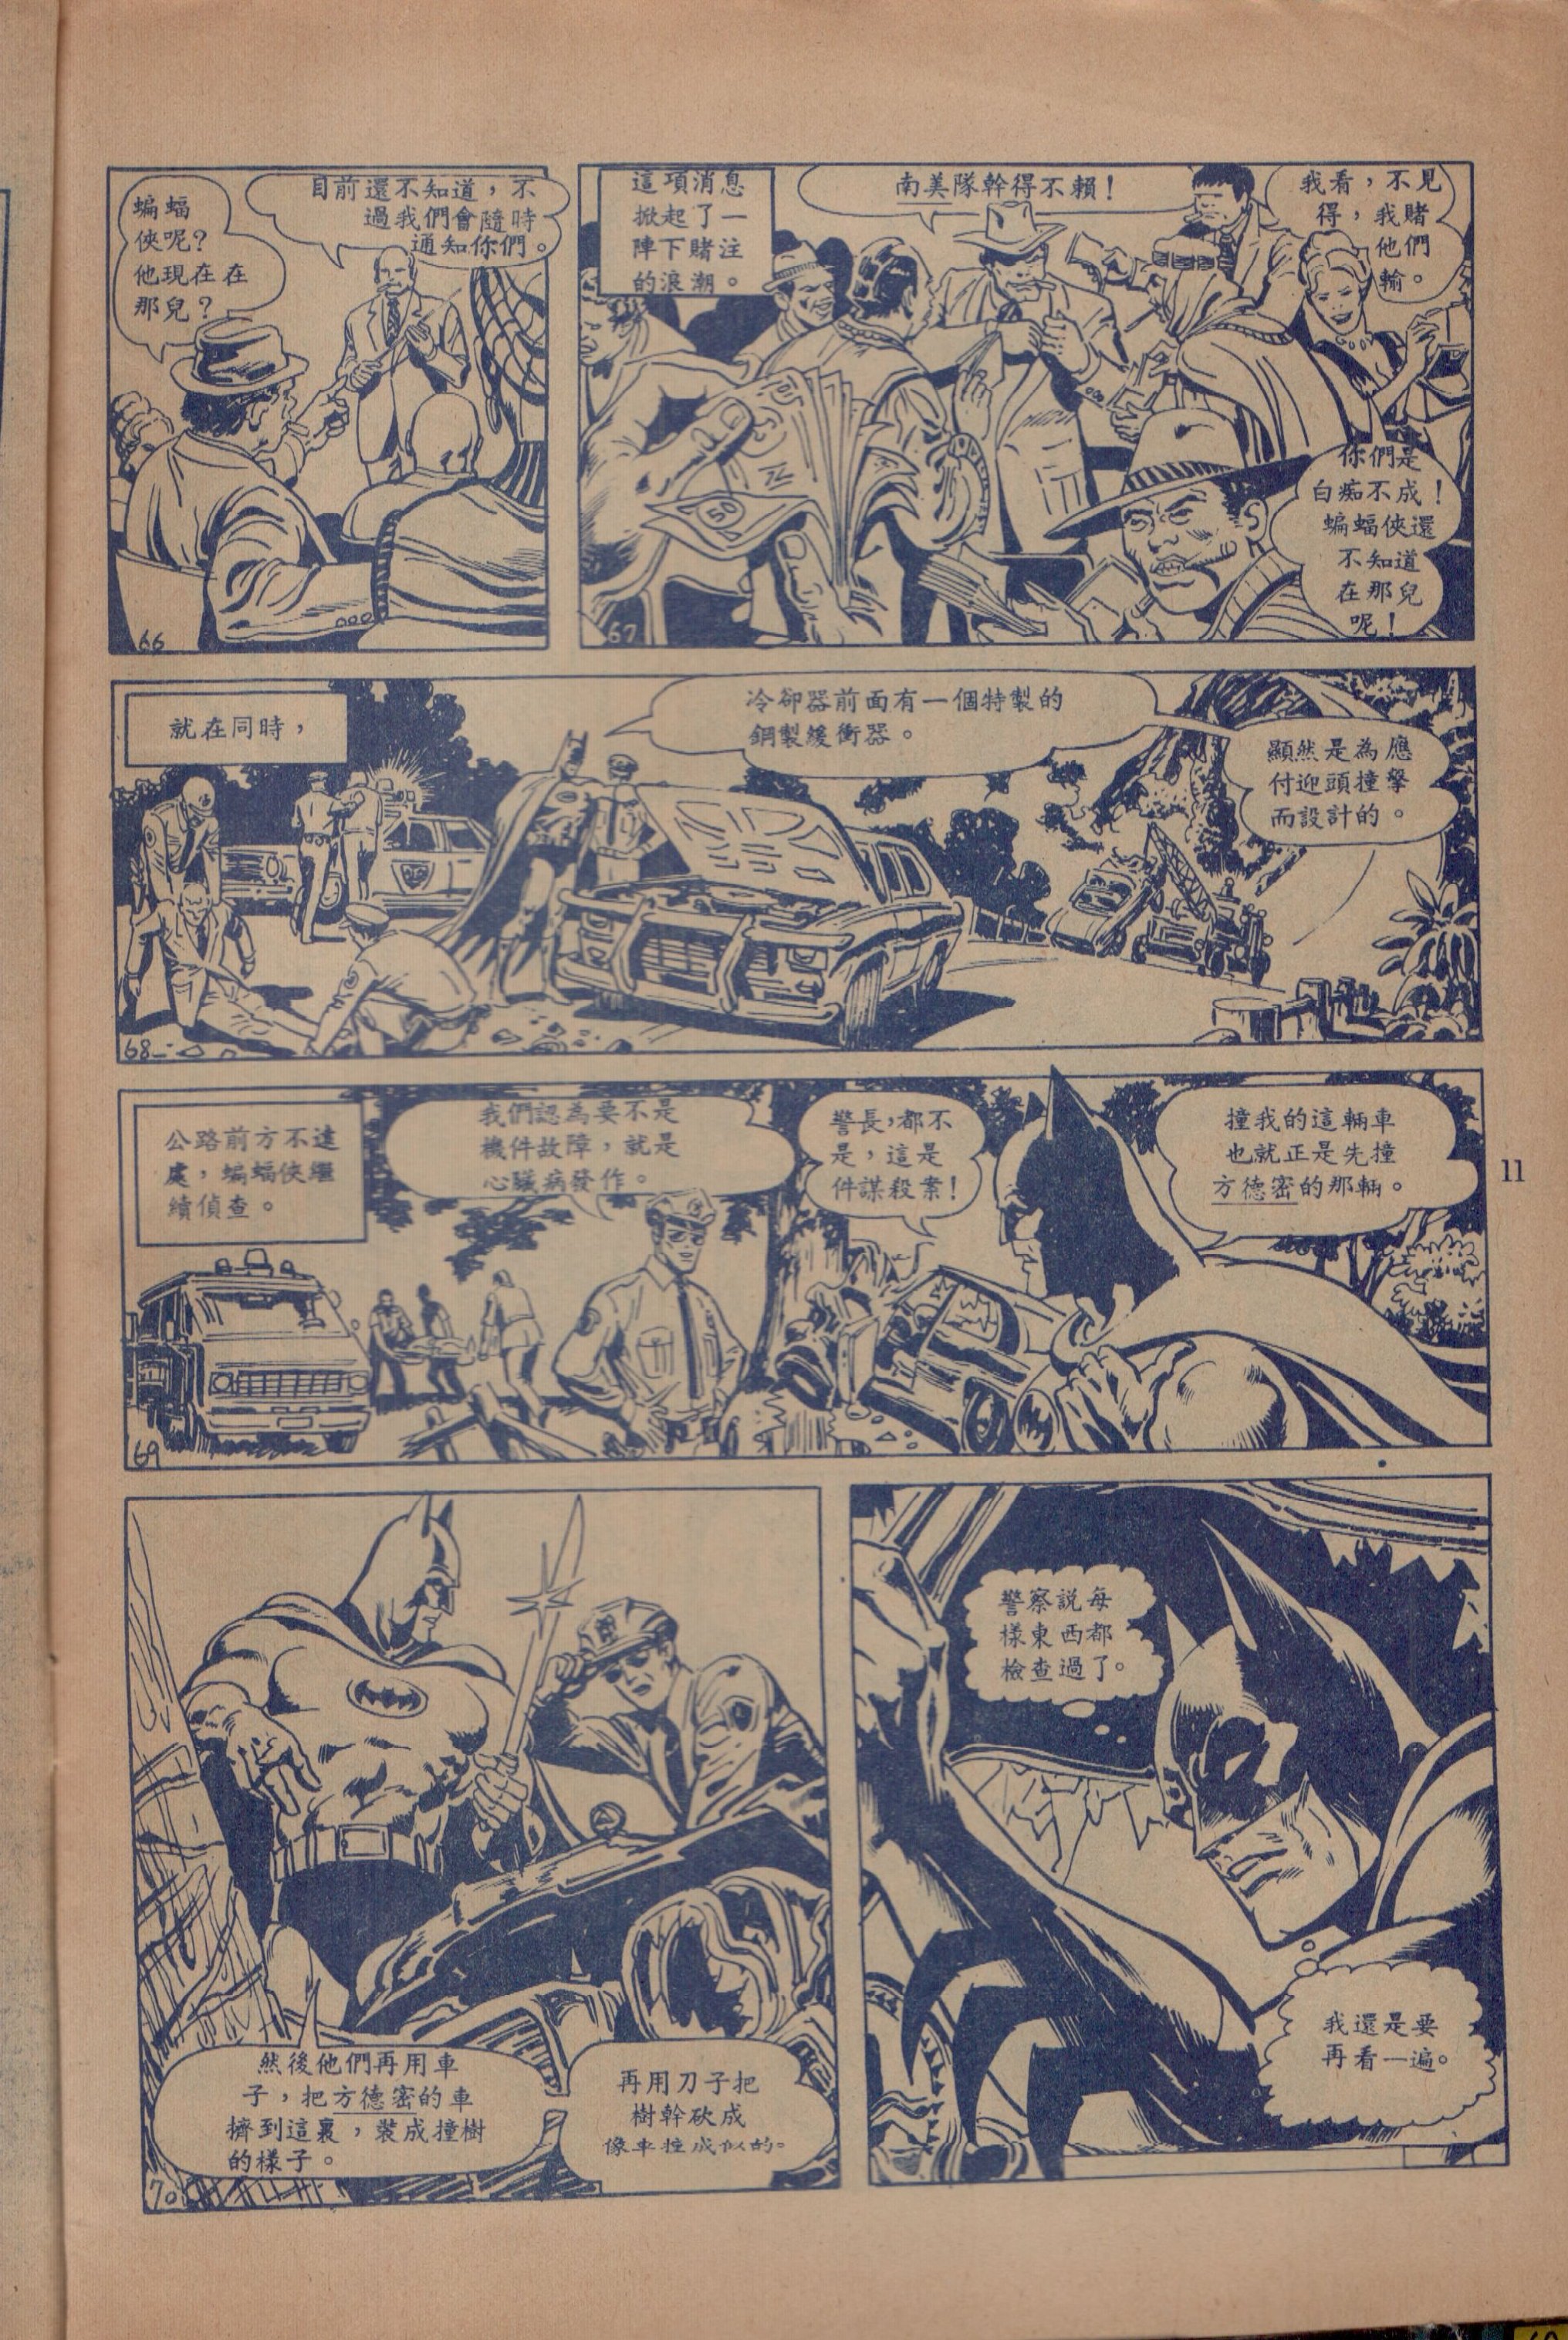 蝙蝠
俠呢?
他現在在
那兒?
目前還不知道，不
過我們會隨時
通知你們。
66
這項消息
掀起了一
陣下賭注
的浪潮。
南美隊幹得不賴!
我看，不見
得，我賭
他們
輸。
50
你們是
白痴不成!
蝙蝠俠還
不知道
在那兒
呢!
67
就在同時，
冷卻器前面有一個特製的
鋼製緩衝器。
顯然是為應
付迎頭撞擊
而設計的。
68
公路前方不遠
處，蝙蝠俠繼
續偵查。
我們認為要不是
機件故障，就是
心臟病發作。
警長，都不
是，這是
件謀殺案!
撞我的這輛車
也就正是先撞
方德密的那輛。
69
11
然後他們再用車
子，把方德密的車
擠到這裏，裝成撞樹
的樣子。
再用刀子把
樹幹砍成
像車撞成似的。
70
警察說每
樣東西都
檢查過了。
我還是要
再看一遍。